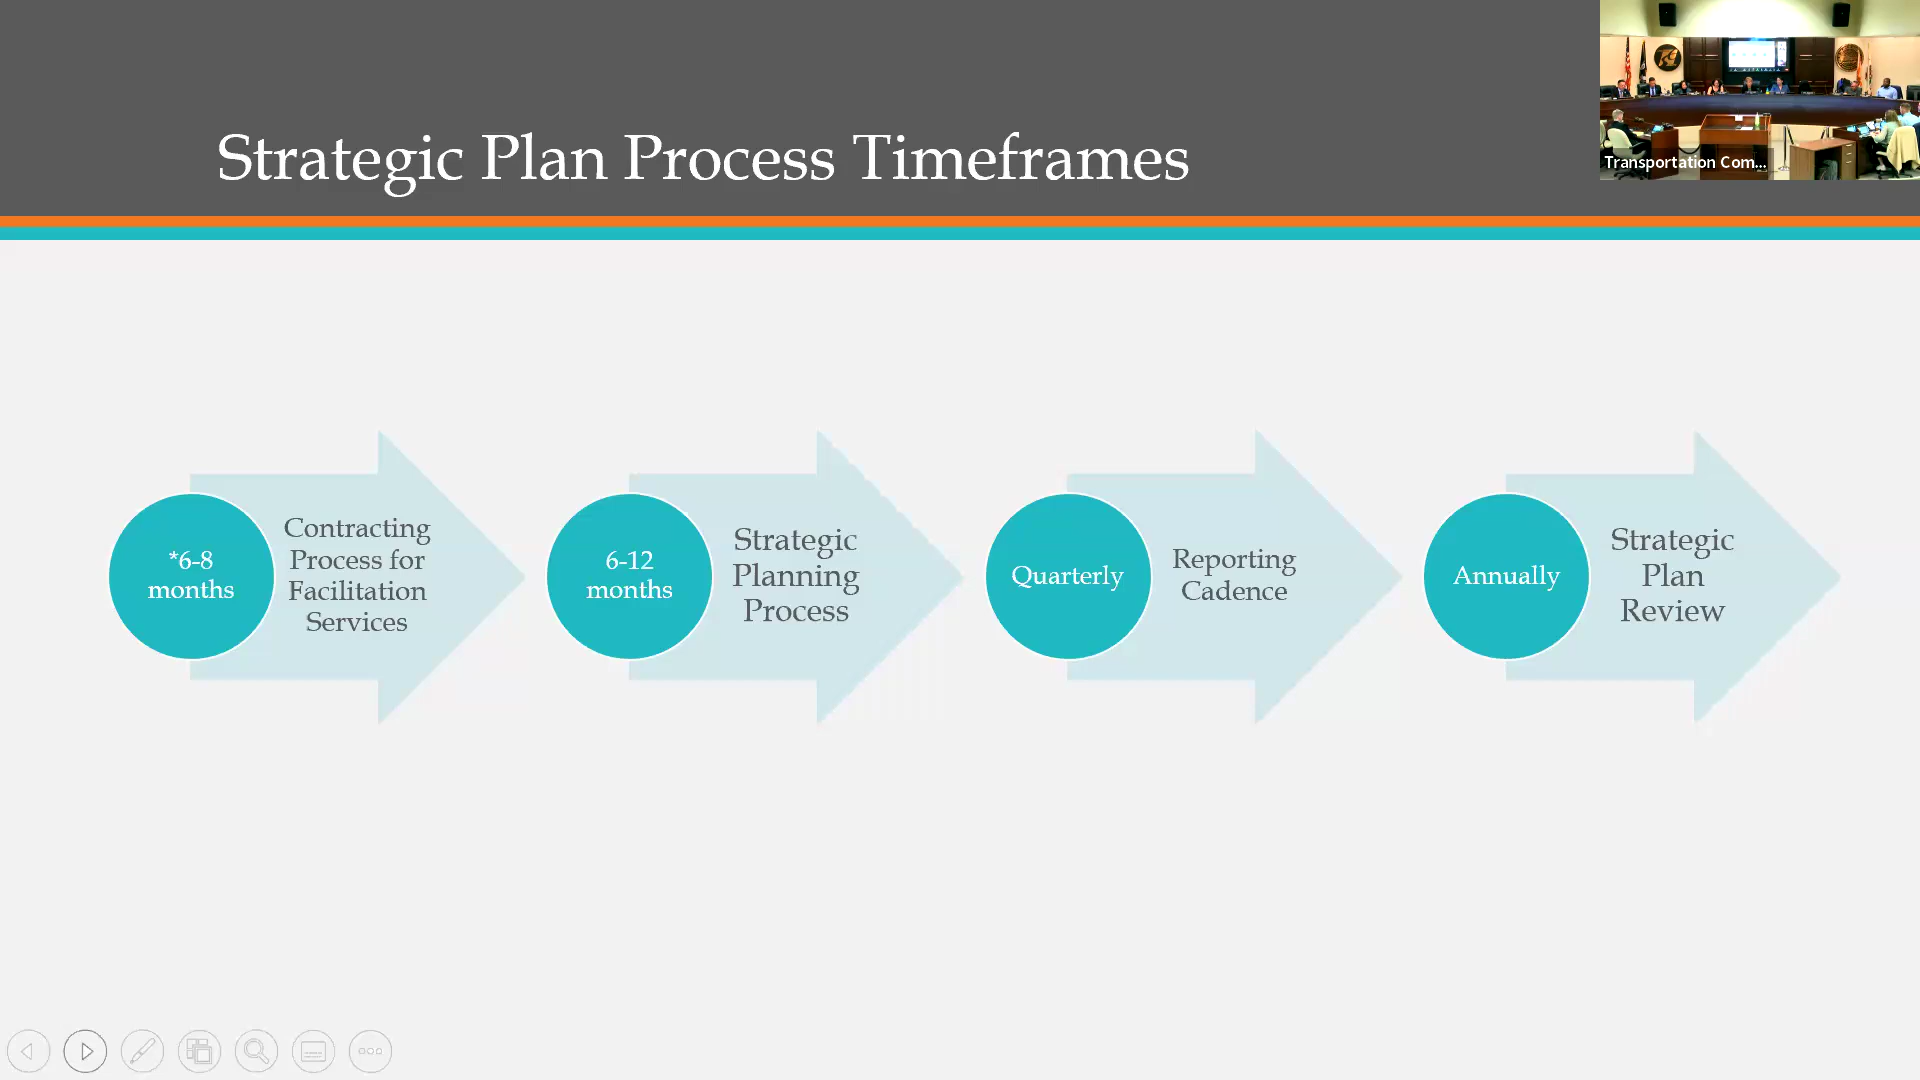 Strategic Plan Process Timeframes
Transportation Com...
*6-8
months
Contracting
Process for
Facilitation
Services
6-12
months
Strategic
Planning
Process
Quarterly
Reporting
Cadence
Annually
Strategic
Plan
Review